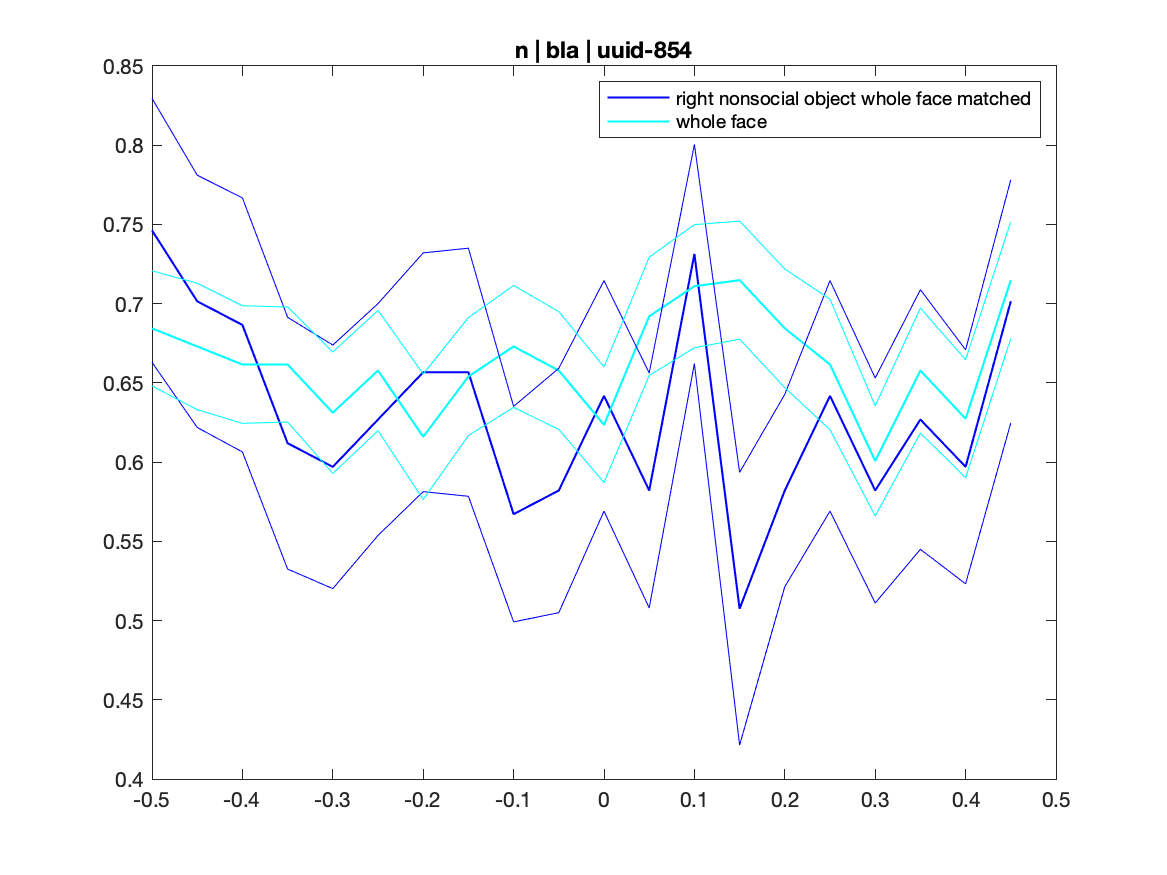 n | bla | uuid-854
0.85
right nonsocial object whole face matched
whole face
0.8
0.75
0.7
0.65
0.6
0.55
0.5
0.45
0.4
-0.5 -0.4 -0.3 -0.2 -0.1 0 0.1 0.2 0.3 0.4 0.5